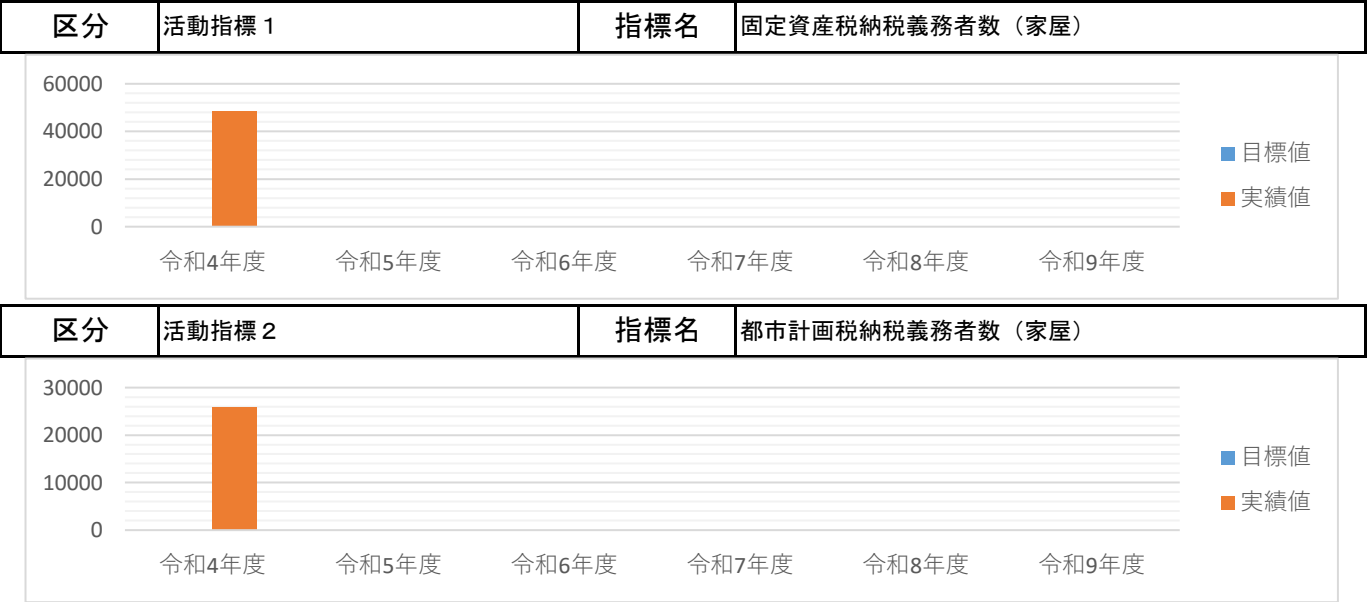 区分 活動指標１ 指標名 固定資産税納税義務者数（家屋）
60000
40000
20000
0
令和4年度 令和5年度 令和6年度 令和7年度 令和8年度 令和9年度
目標値
実績値
区分 活動指標２ 指標名 都市計画税納税義務者数（家屋）
30000
20000
10000
0
令和4年度 令和5年度 令和6年度 令和7年度 令和8年度 令和9年度
目標値
実績値